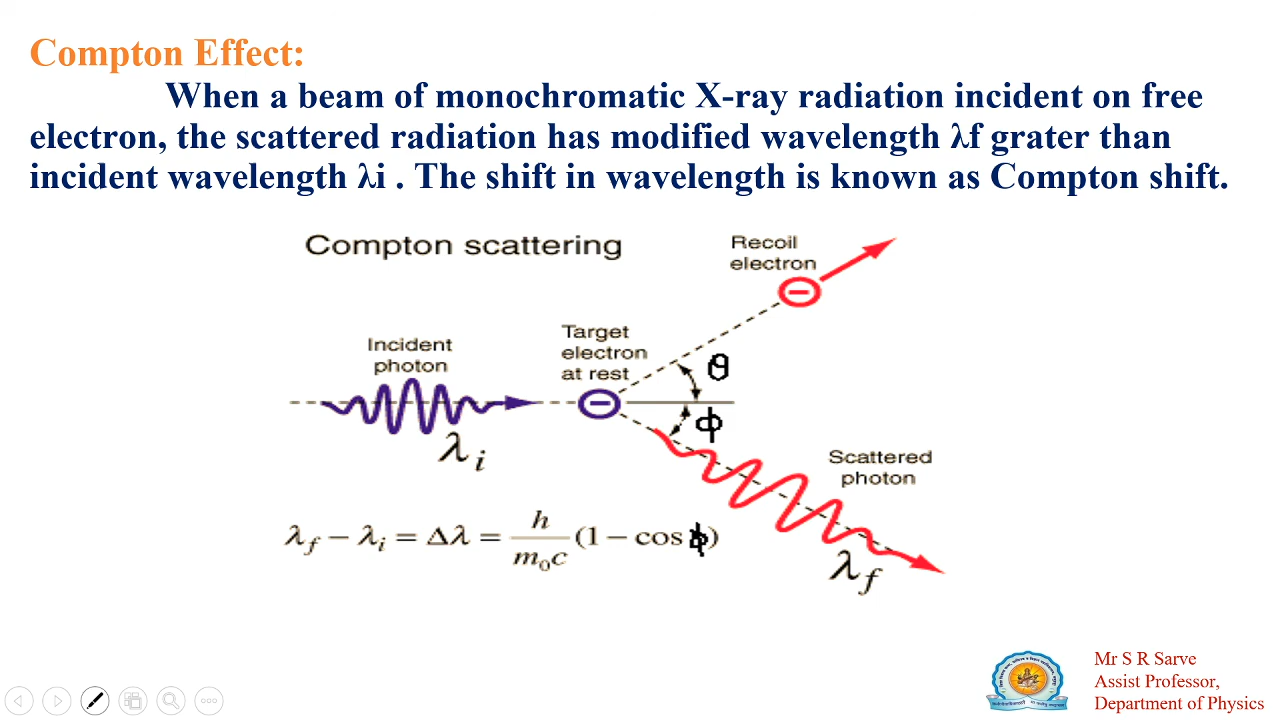 Compton Effect:
When a beam of monochromatic X-ray radiation incident on free
electron, the scattered radiation has modified wavelength λf grater than
incident wavelength λi . The shift in wavelength is known as Compton shift.
Compton scattering
Recoil
electron
Incident
photon
Target
electron
at rest
θ
ϕ
λi
Scattered
photon
λf − λi = Δλ = h/m₀c (1 − cos ϕ)
λf
Mr S R Sarve
Assist Professor,
Department of Physics